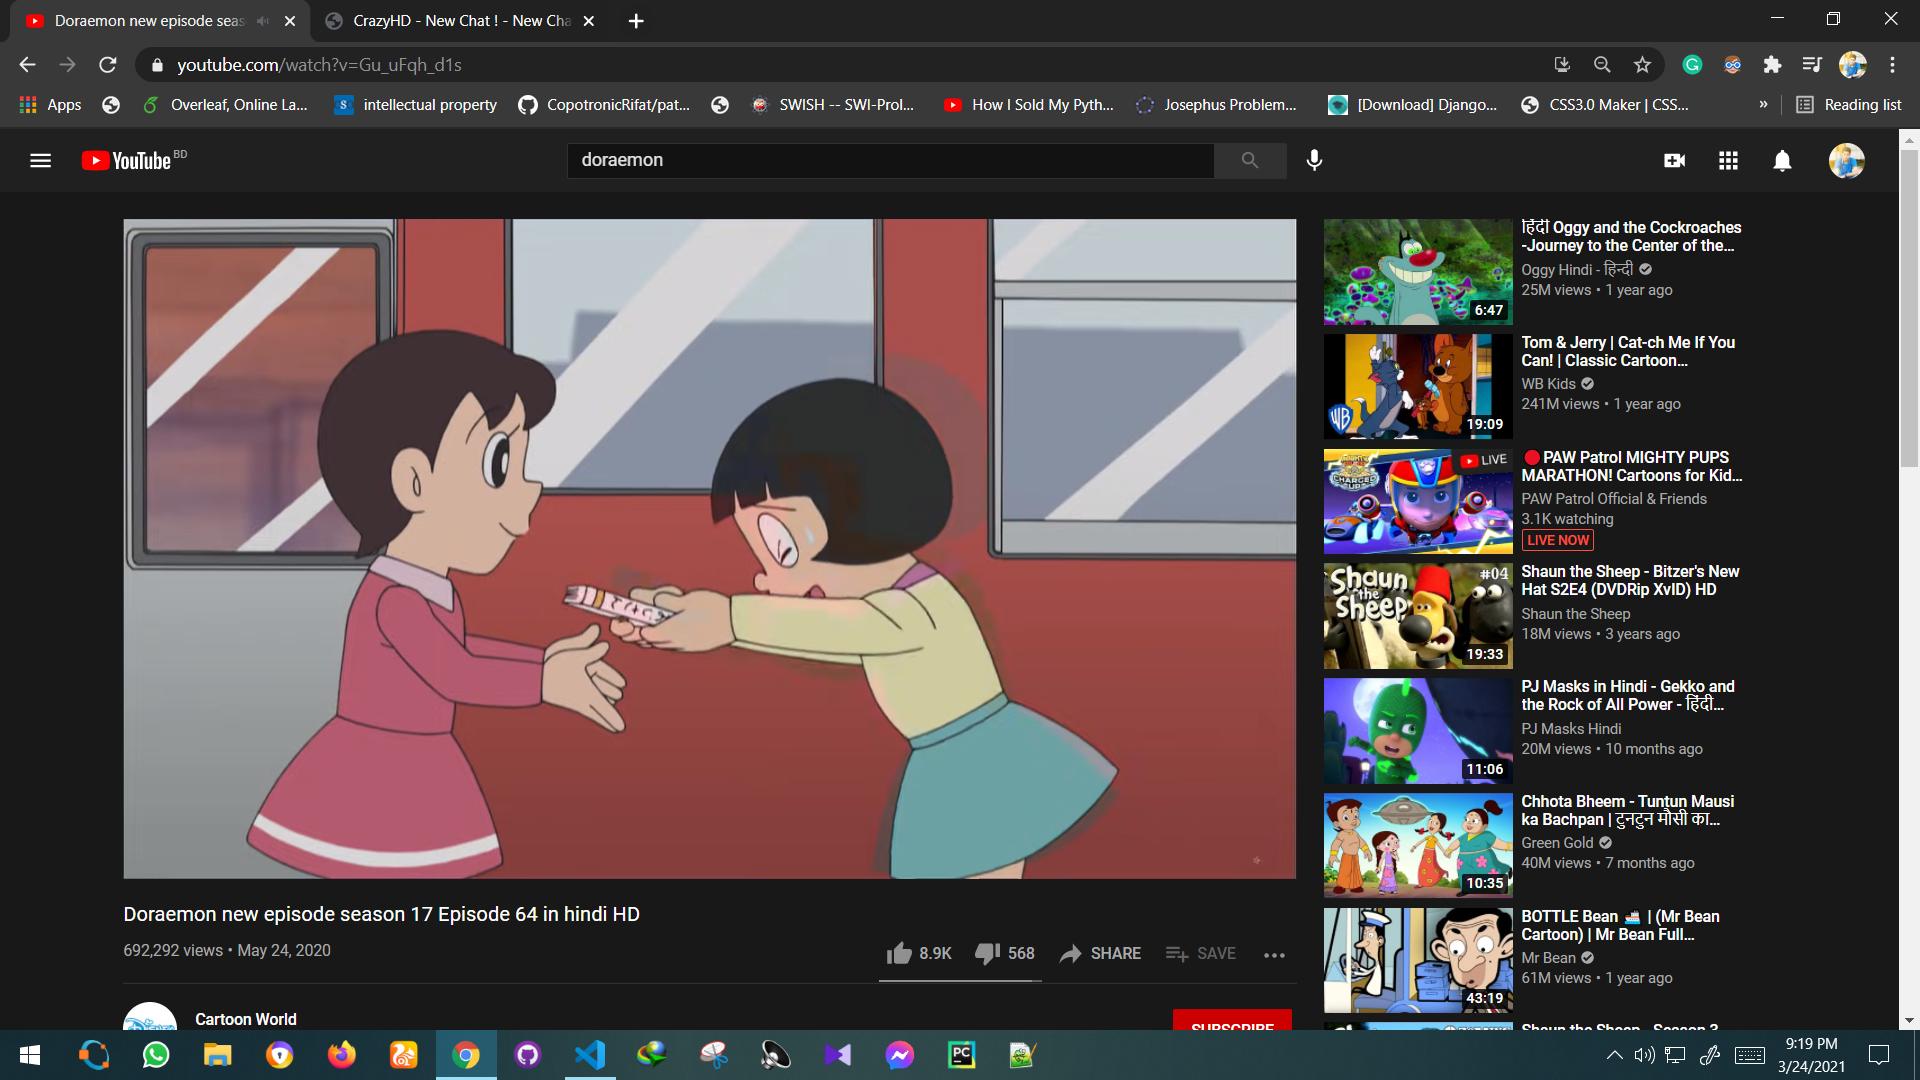 Doraemon new episode seas
CrazyHD - New Chat ! - New Cha
youtube.com/watch?v=Gu_uFqh_d1s
Apps
Overleaf, Online La...
intellectual property
CopotronicRifat/pat...
SWISH -- SWI-Prol...
How I Sold My Pyth...
Josephus Problem...
[Download] Django...
CSS3.0 Maker | CSS...
»
Reading list
YouTube BD
doraemon
Doraemon new episode season 17 Episode 64 in hindi HD
692,292 views • May 24, 2020
8.9K
568
SHARE
SAVE
Cartoon World
SUBSCRIBE
6:47
हिंदी Oggy and the Cockroaches
-Journey to the Center of the...
Oggy Hindi - हिन्दी
25M views • 1 year ago
WB
19:09
Tom & Jerry | Cat-ch Me If You
Can! | Classic Cartoon...
WB Kids
241M views • 1 year ago
CHARGED
UP
LIVE
PAW Patrol MIGHTY PUPS
MARATHON! Cartoons for Kid...
PAW Patrol Official & Friends
3.1K watching
LIVE NOW
Shaun
the
Sheep
#04
19:33
Shaun the Sheep - Bitzer's New
Hat S2E4 (DVDRip XvID) HD
Shaun the Sheep
18M views • 3 years ago
11:06
PJ Masks in Hindi - Gekko and
the Rock of All Power - हिंदी...
PJ Masks Hindi
20M views • 10 months ago
10:35
Chhota Bheem - Tuntun Mausi
ka Bachpan | टुनटुन मौसी का...
Green Gold
40M views • 7 months ago
43:19
BOTTLE Bean 🚢 | (Mr Bean
Cartoon) | Mr Bean Full...
Mr Bean
61M views • 1 year ago
Shaun the Sheep - Season 3
PC
9:19 PM
3/24/2021